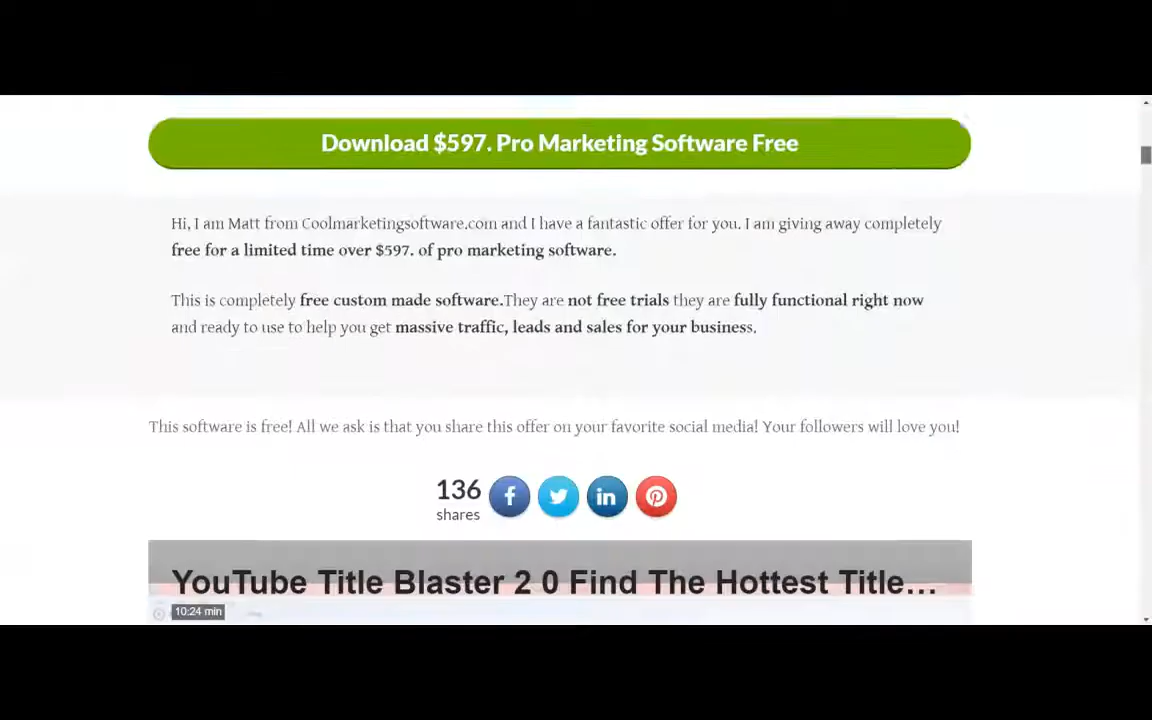 Download $597. Pro Marketing Software Free
Hi, I am Matt from Coolmarketingsoftware.com and I have a fantastic offer for you. I am giving away completely
free for a limited time over $597. of pro marketing software.
This is completely free custom made software.They are not free trials they are fully functional right now
and ready to use to help you get massive traffic, leads and sales for your business.
This software is free! All we ask is that you share this offer on your favorite social media! Your followers will love you!
136
shares
YouTube Title Blaster 2 0 Find The Hottest Title...
10:24 min